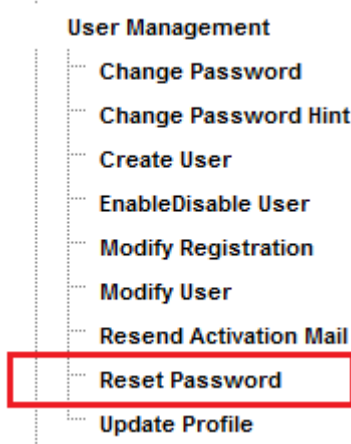 User Management
Change Password
Change Password Hint
Create User
EnableDisable User
Modify Registration
Modify User
Resend Activation Mail
Reset Password
Update Profile